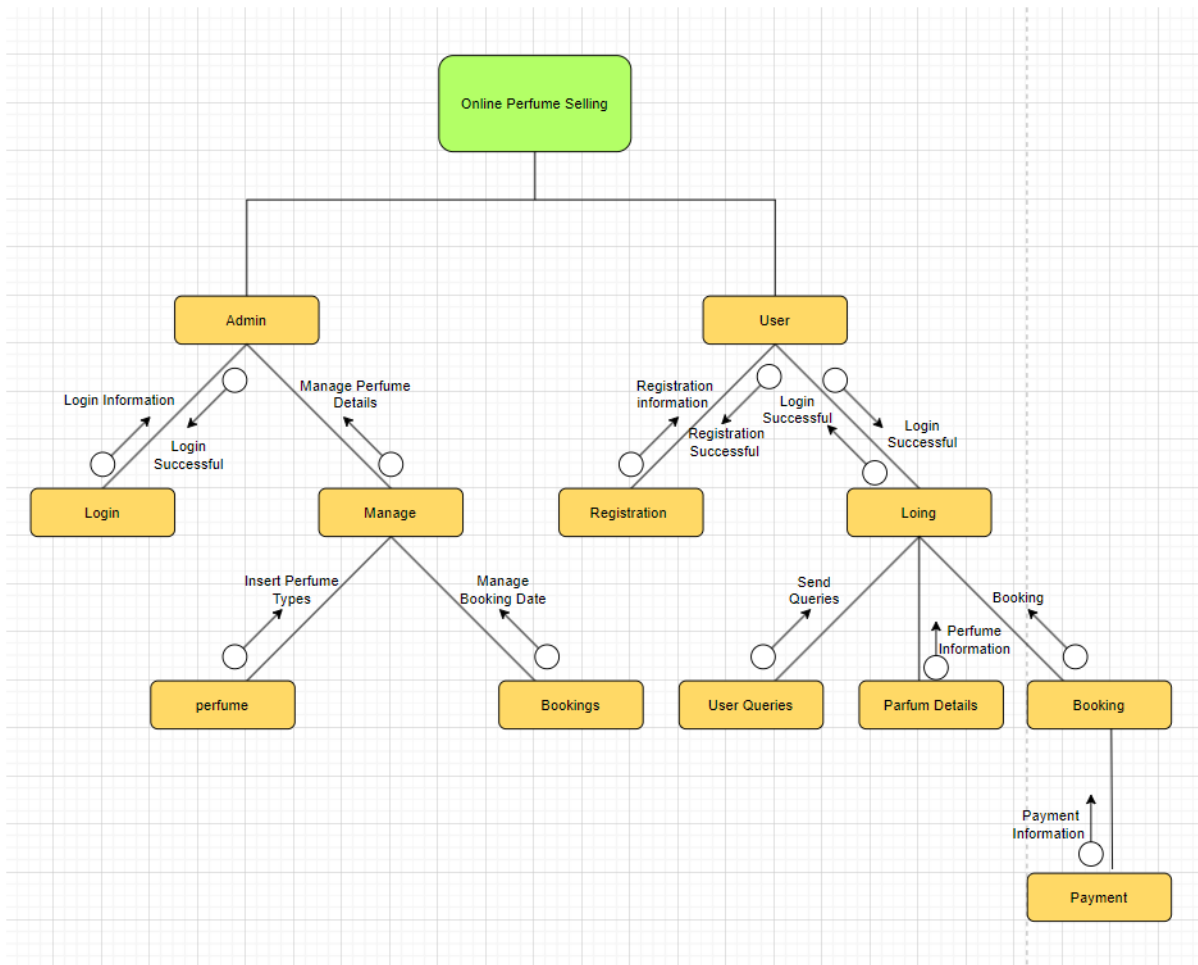 Online Perfume Selling
Admin
User
Login Information
Manage Perfume
Details
Login
Successful
Registration
information
Registration
Successful
Login
Successful
Login
Successful
Login
Manage
Registration
Loing
Insert Perfume
Types
Manage
Booking Date
Send
Queries
Perfume
Information
Booking
perfume
Bookings
User Queries
Parfum Details
Booking
Payment
Information
Payment